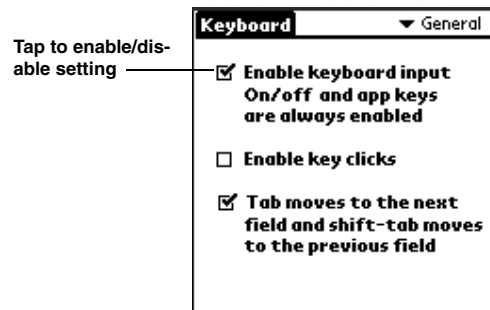 Keyboard
General
Tap to enable/dis-
able setting
Enable keyboard input
On/off and app keys
are always enabled
Enable key clicks
Tab moves to the next
field and shift-tab moves
to the previous field